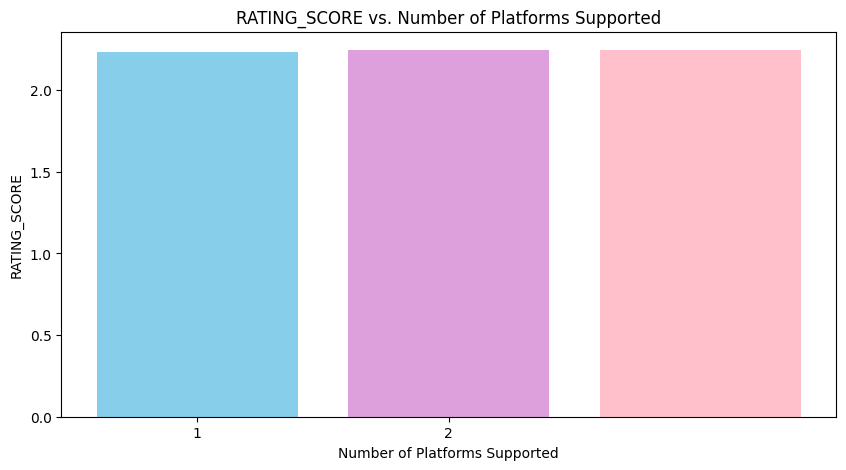 RATING_SCORE vs. Number of Platforms Supported
RATING_SCORE
2.0
1.5
1.0
0.5
0.0
1 2
Number of Platforms Supported